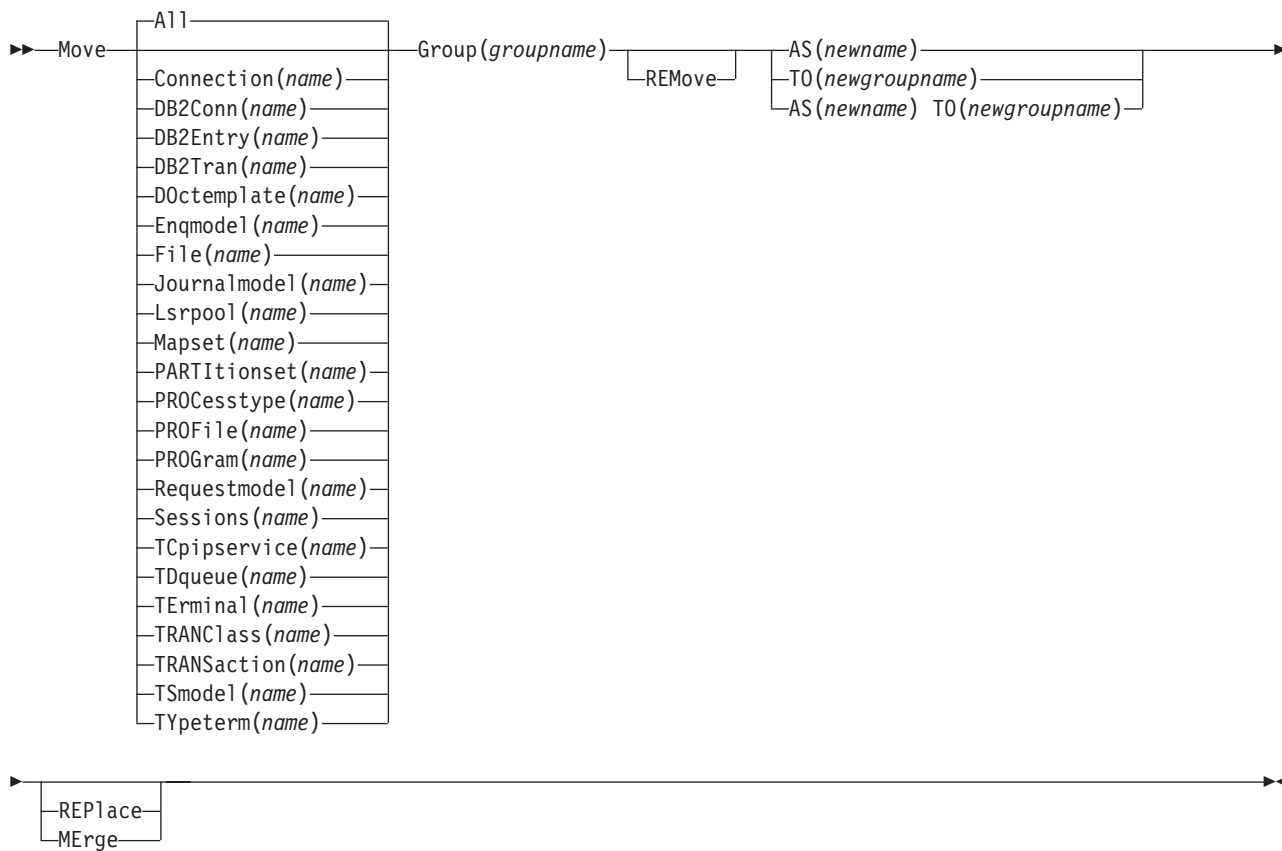 All
Move Group(groupname) AS(newname)
Connection(name) REMove TO(newgroupname)
DB2Conn(name) AS(newname) TO(newgroupname)
DB2Entry(name)
DB2Tran(name)
DOctemplate(name)
Enqmodel(name)
File(name)
Journalmodel(name)
Lsrpool(name)
Mapset(name)
PARTItionset(name)
PROCesstype(name)
PROFile(name)
PROGram(name)
Requestmodel(name)
Sessions(name)
TCpipservice(name)
TDqueue(name)
TErminal(name)
TRANClass(name)
TRANSaction(name)
TSmodel(name)
TYpeterm(name)
REPlace
MErge